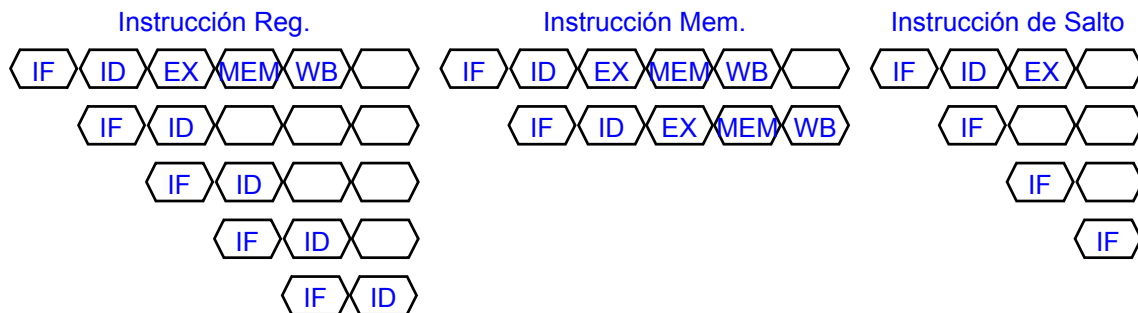 Instrucción Reg. Instrucción Mem. Instrucción de Salto
IF ID EX MEM WB IF ID EX MEM WB IF ID EX
IF ID IF ID EX MEM WB IF
IF ID IF
IF ID IF
IF ID